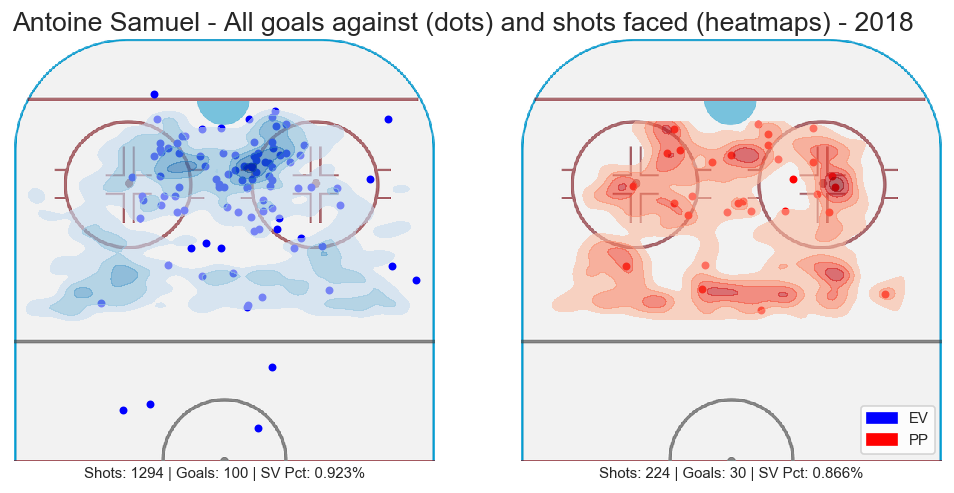 Antoine Samuel - All goals against (dots) and shots faced (heatmaps) - 2018
EV
PP
Shots: 1294 | Goals: 100 | SV Pct: 0.923%
Shots: 224 | Goals: 30 | SV Pct: 0.866%